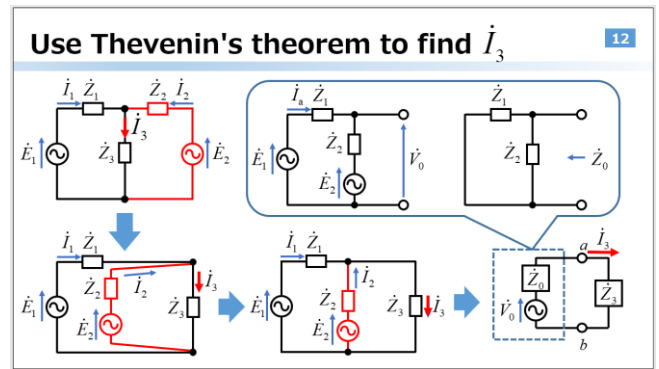 Use Thevenin's theorem to find İ₃
12
İ₁ Ż₁ Ż₂ İ₂
İ₃
Ė₁ Ż₃ Ė₂
İₐ Ż₁
Ż₂
Ė₁ Ė₂ V̇₀
Ż₁
Ż₂ Ż₀
İ₁ Ż₁
Ż₂ İ₂ İ₃
Ė₁ Ė₂ Ż₃
İ₁ Ż₁
İ₂
Ė₁ Ż₂ Ż₃ İ₃
Ė₂
a İ₃
Ż₀ Ż₃
V̇₀
b